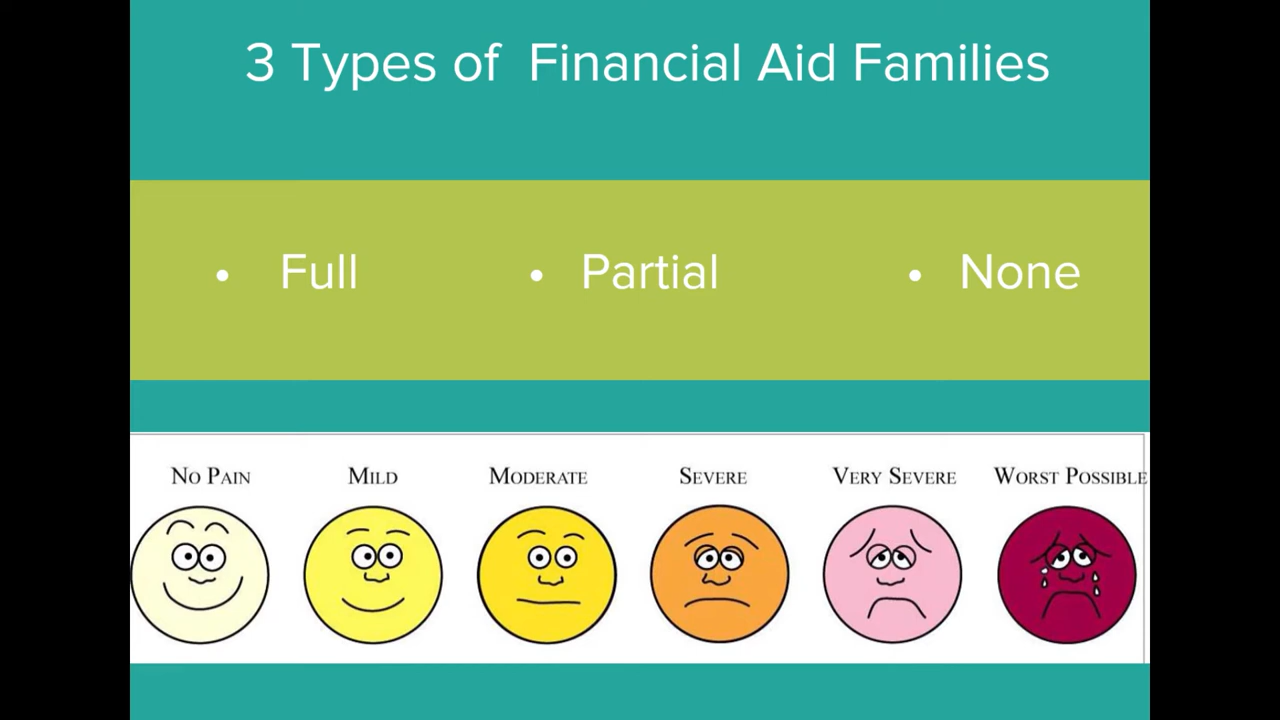 3 Types of Financial Aid Families
• Full • Partial • None
NO PAIN MILD MODERATE SEVERE VERY SEVERE WORST POSSIBLE